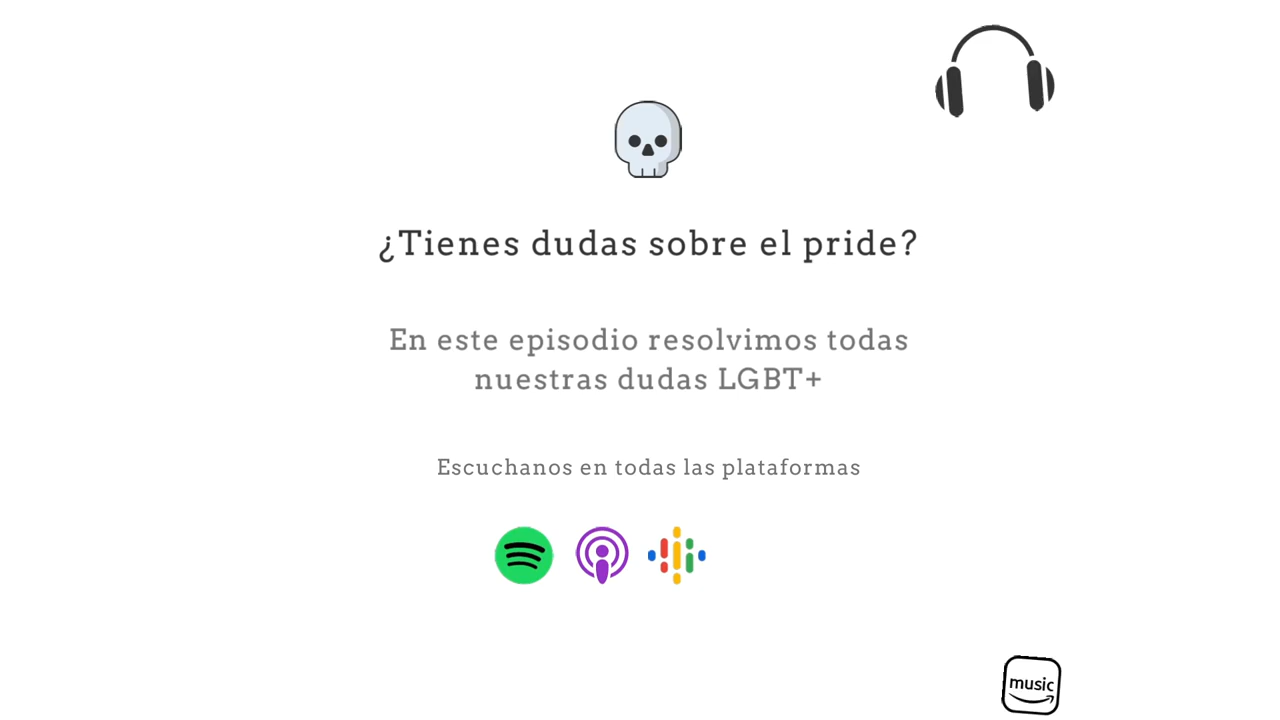 ¿Tienes dudas sobre el pride?
En este episodio resolvimos todas
nuestras dudas LGBT+
Escuchanos en todas las plataformas
music